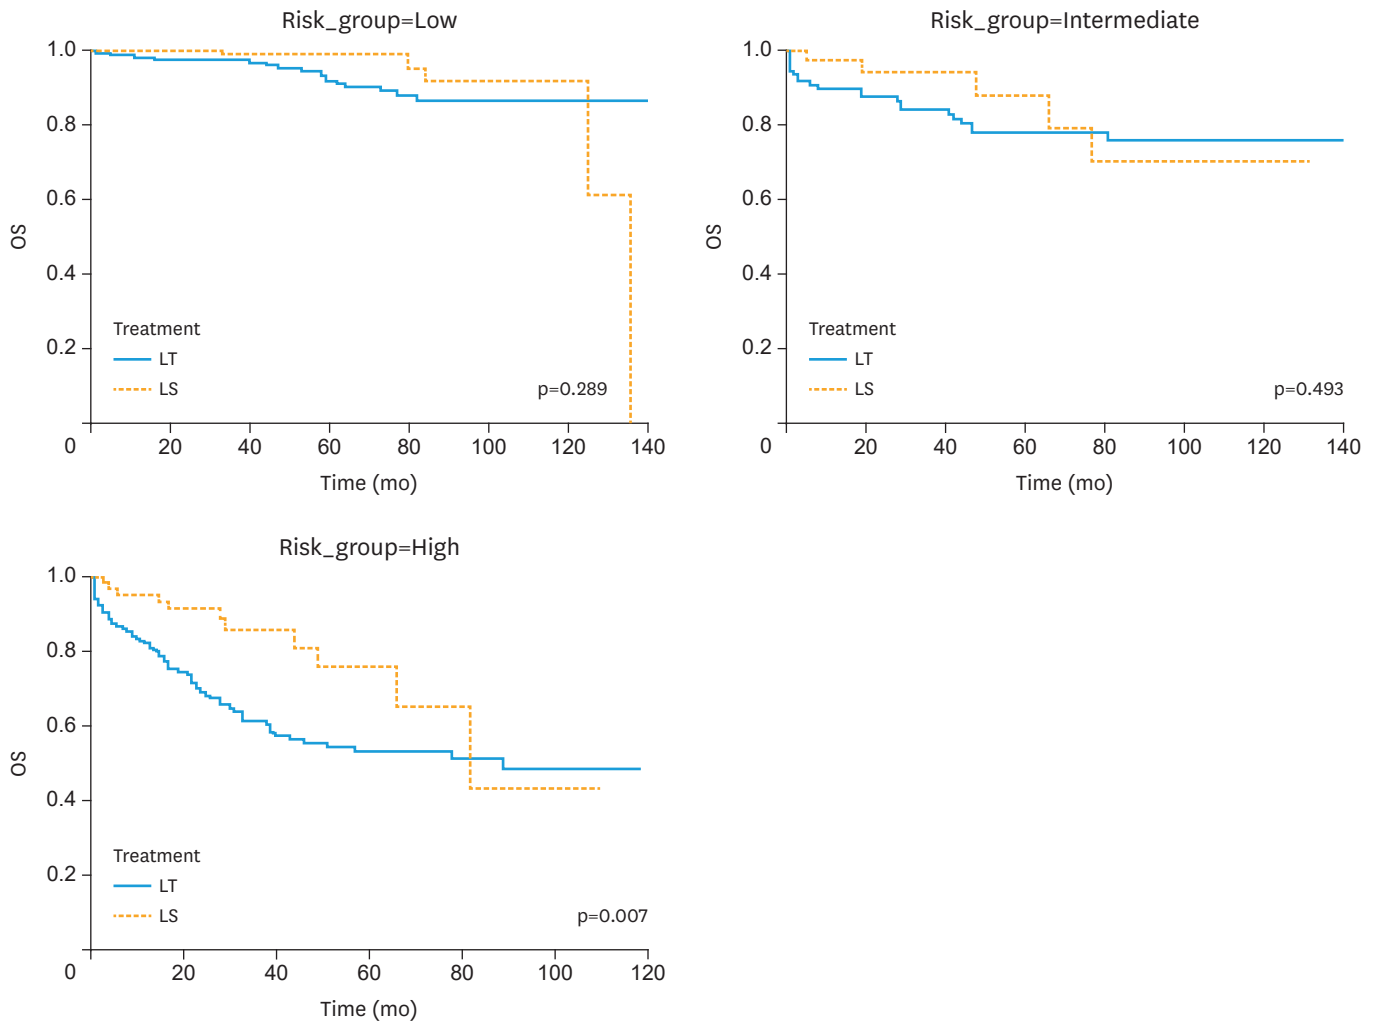 Risk_group=Low
1.0
0.8
0.6
0.4
0.2
0
OS
Treatment
LT
LS
p=0.289
20 40 60 80 100 120 140
Time (mo)
Risk_group=Intermediate
1.0
0.8
0.6
0.4
0.2
0
OS
Treatment
LT
LS
p=0.493
20 40 60 80 100 120 140
Time (mo)
Risk_group=High
1.0
0.8
0.6
0.4
0.2
0
OS
Treatment
LT
LS
p=0.007
20 40 60 80 100 120
Time (mo)